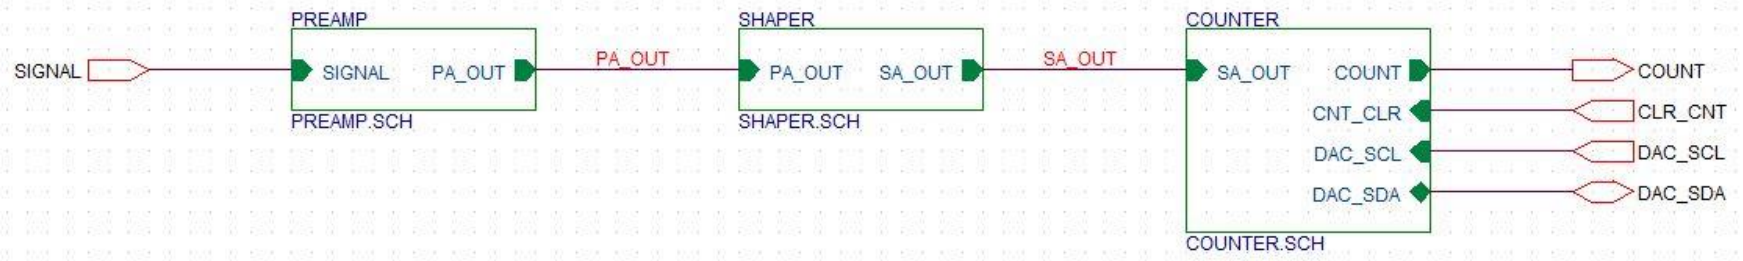 PREAMP
SHAPER
COUNTER
SIGNAL
SIGNAL
PA_OUT
PA_OUT
PA_OUT
SA_OUT
SA_OUT
SA_OUT
COUNT
COUNT
CNT_CLR
CLR_CNT
DAC_SCL
DAC_SCL
DAC_SDA
DAC_SDA
PREAMP.SCH
SHAPER.SCH
COUNTER.SCH